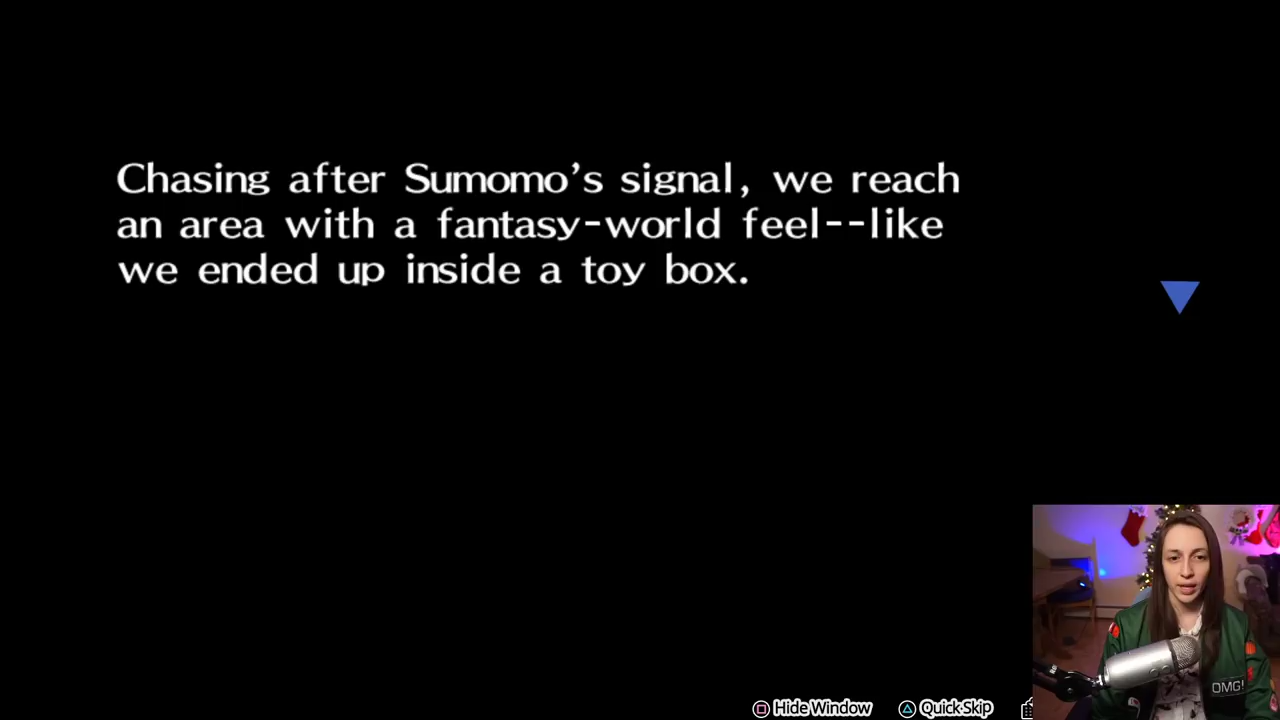 Chasing after Sumomo's signal, we reach
an area with a fantasy-world feel--like
we ended up inside a toy box.
OMG!
Hide Window
Quick Skip